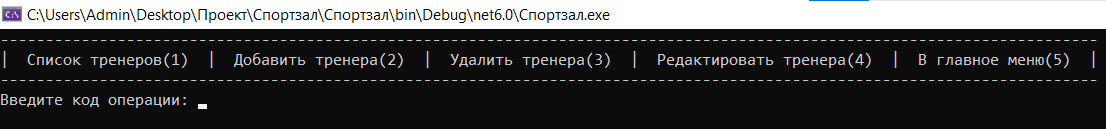 C:\Users\Admin\Desktop\Проект\Спортзал\Спортзал\bin\Debug\net6.0\Спортзал.exe
--------------------------------------------------------------------------------------------------------------------------
|  Список тренеров(1)  |  Добавить тренера(2)  |  Удалить тренера(3)  |  Редактировать тренера(4)  |  В главное меню(5)  |
--------------------------------------------------------------------------------------------------------------------------
Введите код операции: